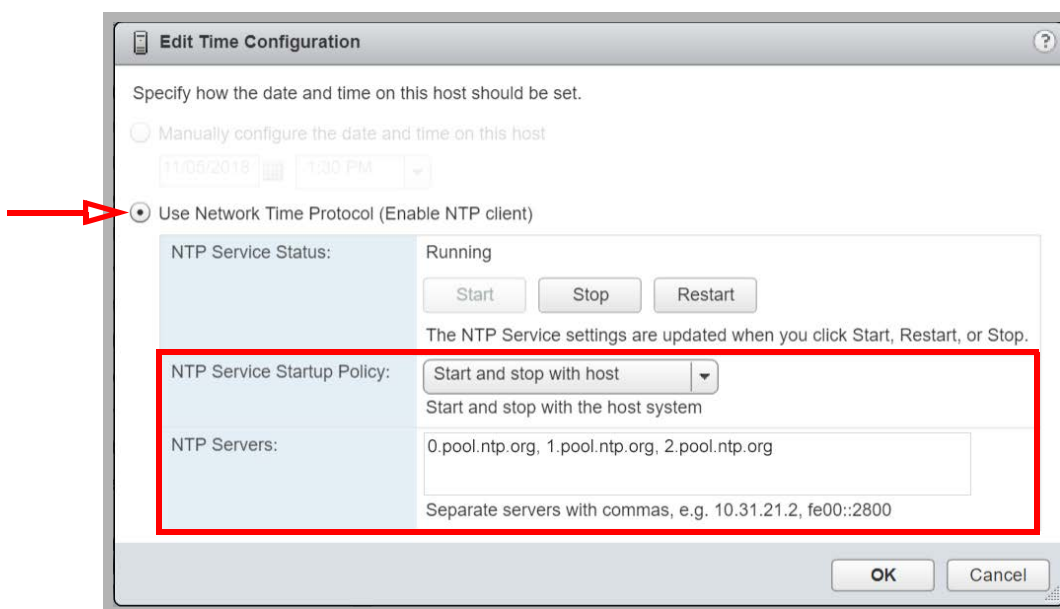 Edit Time Configuration
?
Specify how the date and time on this host should be set.
Manually configure the date and time on this host
11/05/2018 1:30 PM
Use Network Time Protocol (Enable NTP client)
NTP Service Status: Running
Start Stop Restart
The NTP Service settings are updated when you click Start, Restart, or Stop.
NTP Service Startup Policy: Start and stop with host
Start and stop with the host system
NTP Servers: 0.pool.ntp.org, 1.pool.ntp.org, 2.pool.ntp.org
Separate servers with commas, e.g. 10.31.21.2, fe00::2800
OK Cancel